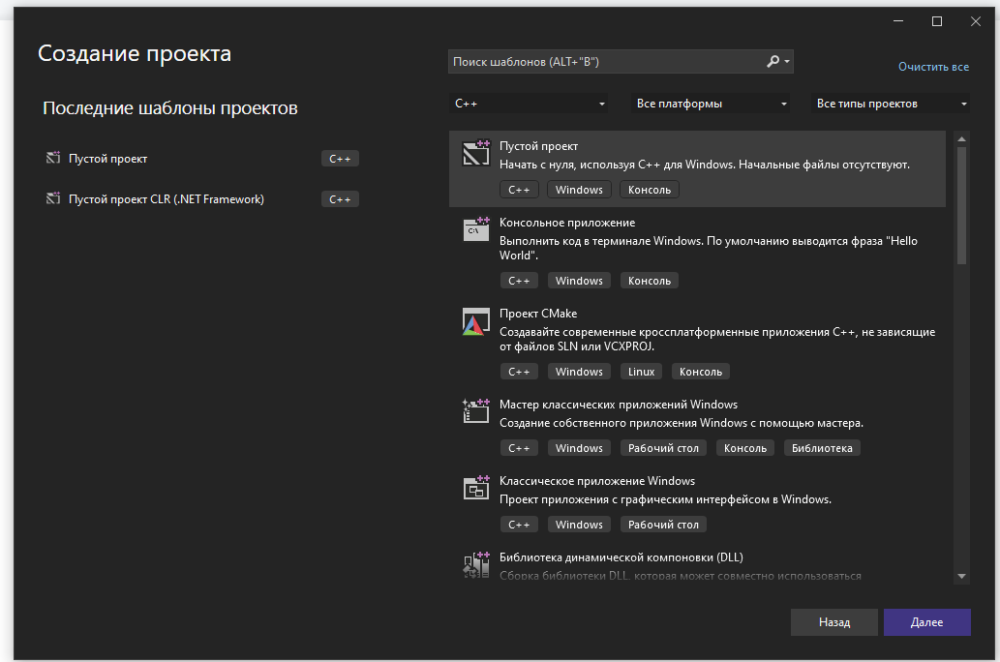 Создание проекта
Последние шаблоны проектов
Пустой проект C++
Пустой проект CLR (.NET Framework) C++
Поиск шаблонов (ALT+"В")
Очистить все
C++ Все платформы Все типы проектов
Пустой проект
Начать с нуля, используя C++ для Windows. Начальные файлы отсутствуют.
C++ Windows Консоль
Консольное приложение
Выполнить код в терминале Windows. По умолчанию выводится фраза "Hello
World".
C++ Windows Консоль
Проект CMake
Создавайте современные кроссплатформенные приложения C++, не зависящие
от файлов SLN или VCXPROJ.
C++ Windows Linux Консоль
Мастер классических приложений Windows
Создание собственного приложения Windows с помощью мастера.
C++ Windows Рабочий стол Консоль Библиотека
Классическое приложение Windows
Проект приложения с графическим интерфейсом в Windows.
C++ Windows Рабочий стол
Библиотека динамической компоновки (DLL)
Сборка библиотеки DLL, которая может совместно использоваться
Назад Далее